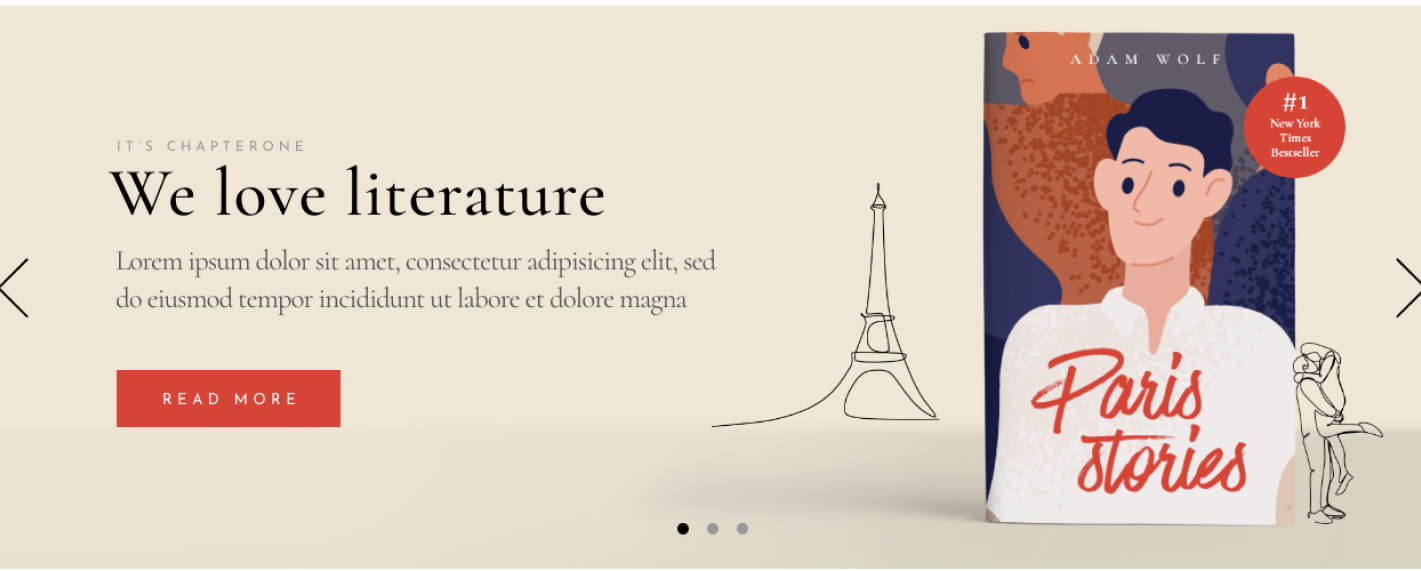 IT'S CHAPTERONE
We love literature
Lorem ipsum dolor sit amet, consectetur adipisicing elit, sed
do eiusmod tempor incididunt ut labore et dolore magna
READ MORE
ADAM WOLF
#1
New York
Times
Bestseller
Paris
stories